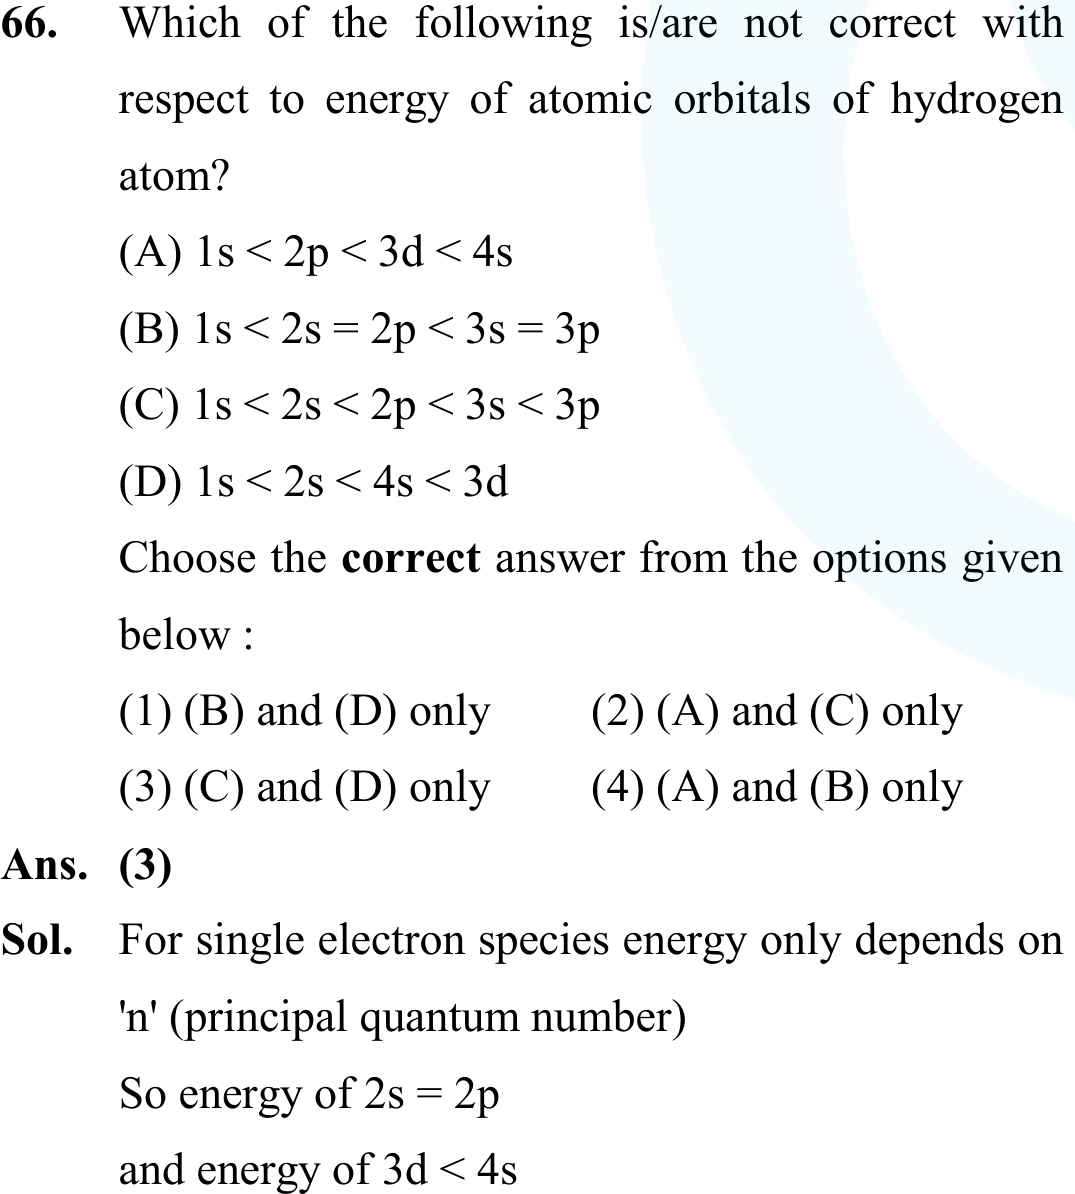 66. Which of the following is/are not correct with
respect to energy of atomic orbitals of hydrogen
atom?
(A) 1s < 2p < 3d < 4s
(B) 1s < 2s = 2p < 3s = 3p
(C) 1s < 2s < 2p < 3s < 3p
(D) 1s < 2s < 4s < 3d
Choose the correct answer from the options given
below :
(1) (B) and (D) only (2) (A) and (C) only
(3) (C) and (D) only (4) (A) and (B) only
Ans. (3)
Sol. For single electron species energy only depends on
'n' (principal quantum number)
So energy of 2s = 2p
and energy of 3d < 4s